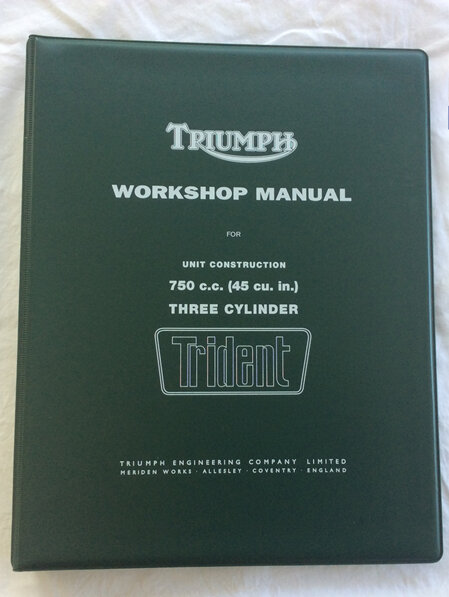 TRIUMPH
WORKSHOP MANUAL
FOR
UNIT CONSTRUCTION
750 c.c. (45 cu. in.)
THREE CYLINDER
Trident
TRIUMPH ENGINEERING COMPANY LIMITED
MERIDEN WORKS · ALLESLEY · COVENTRY · ENGLAND